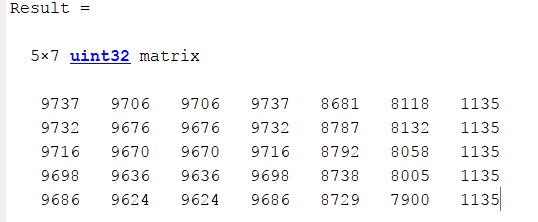 Result =
5×7 uint32 matrix
9737 9706 9706 9737 8681 8118 1135
9732 9676 9676 9732 8787 8132 1135
9716 9670 9670 9716 8792 8058 1135
9698 9636 9636 9698 8738 8005 1135
9686 9624 9624 9686 8729 7900 1135